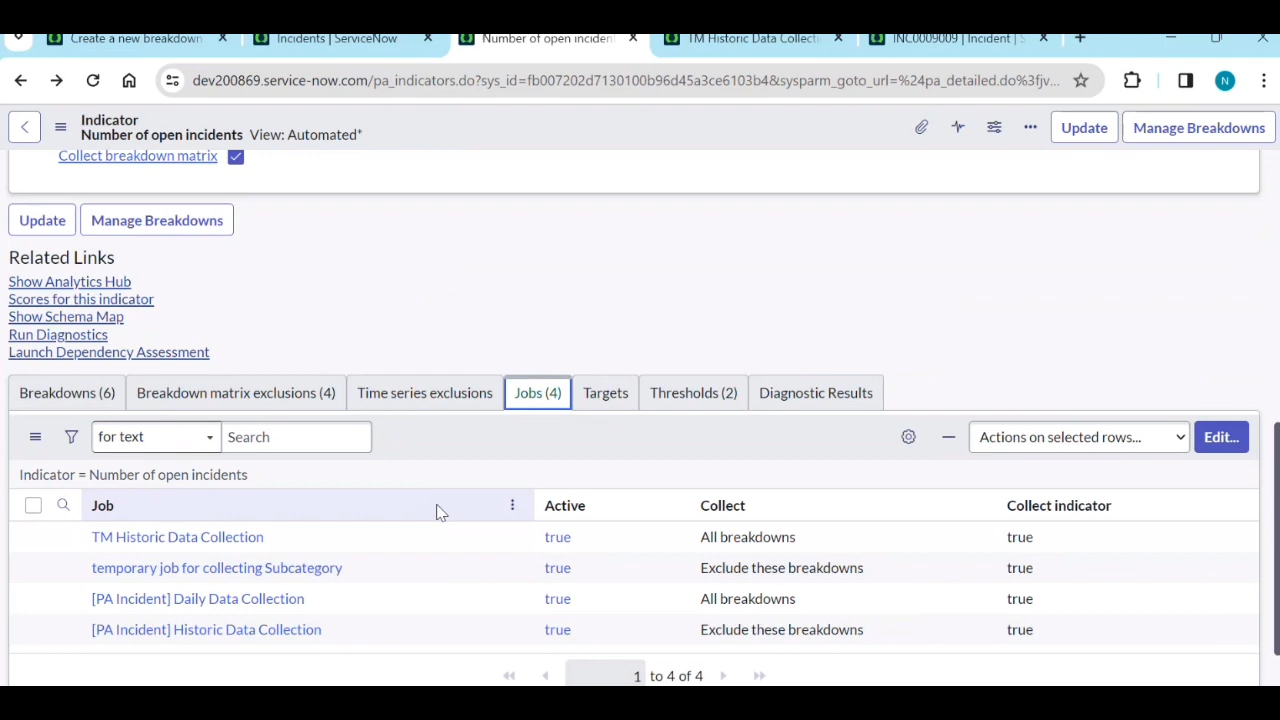 Create a new breakdown
Incidents | ServiceNow
Number of open inciden
TM Historic Data Collecti
INC0009009 | Incident | S
dev200869.service-now.com/pa_indicators.do?sys_id=fb007202d7130100b96d45a3ce6103b4&sysparm_goto_url=%24pa_detailed.do%3fjv...
N
Indicator
Number of open incidents View: Automated*
Update
Manage Breakdowns
Collect breakdown matrix
Update
Manage Breakdowns
Related Links
Show Analytics Hub
Scores for this indicator
Show Schema Map
Run Diagnostics
Launch Dependency Assessment
Breakdowns (6)
Breakdown matrix exclusions (4)
Time series exclusions
Jobs (4)
Targets
Thresholds (2)
Diagnostic Results
for text
Search
Actions on selected rows...
Edit...
Indicator = Number of open incidents
Job Active Collect Collect indicator
TM Historic Data Collection true All breakdowns true
temporary job for collecting Subcategory true Exclude these breakdowns true
[PA Incident] Daily Data Collection true All breakdowns true
[PA Incident] Historic Data Collection true Exclude these breakdowns true
1 to 4 of 4